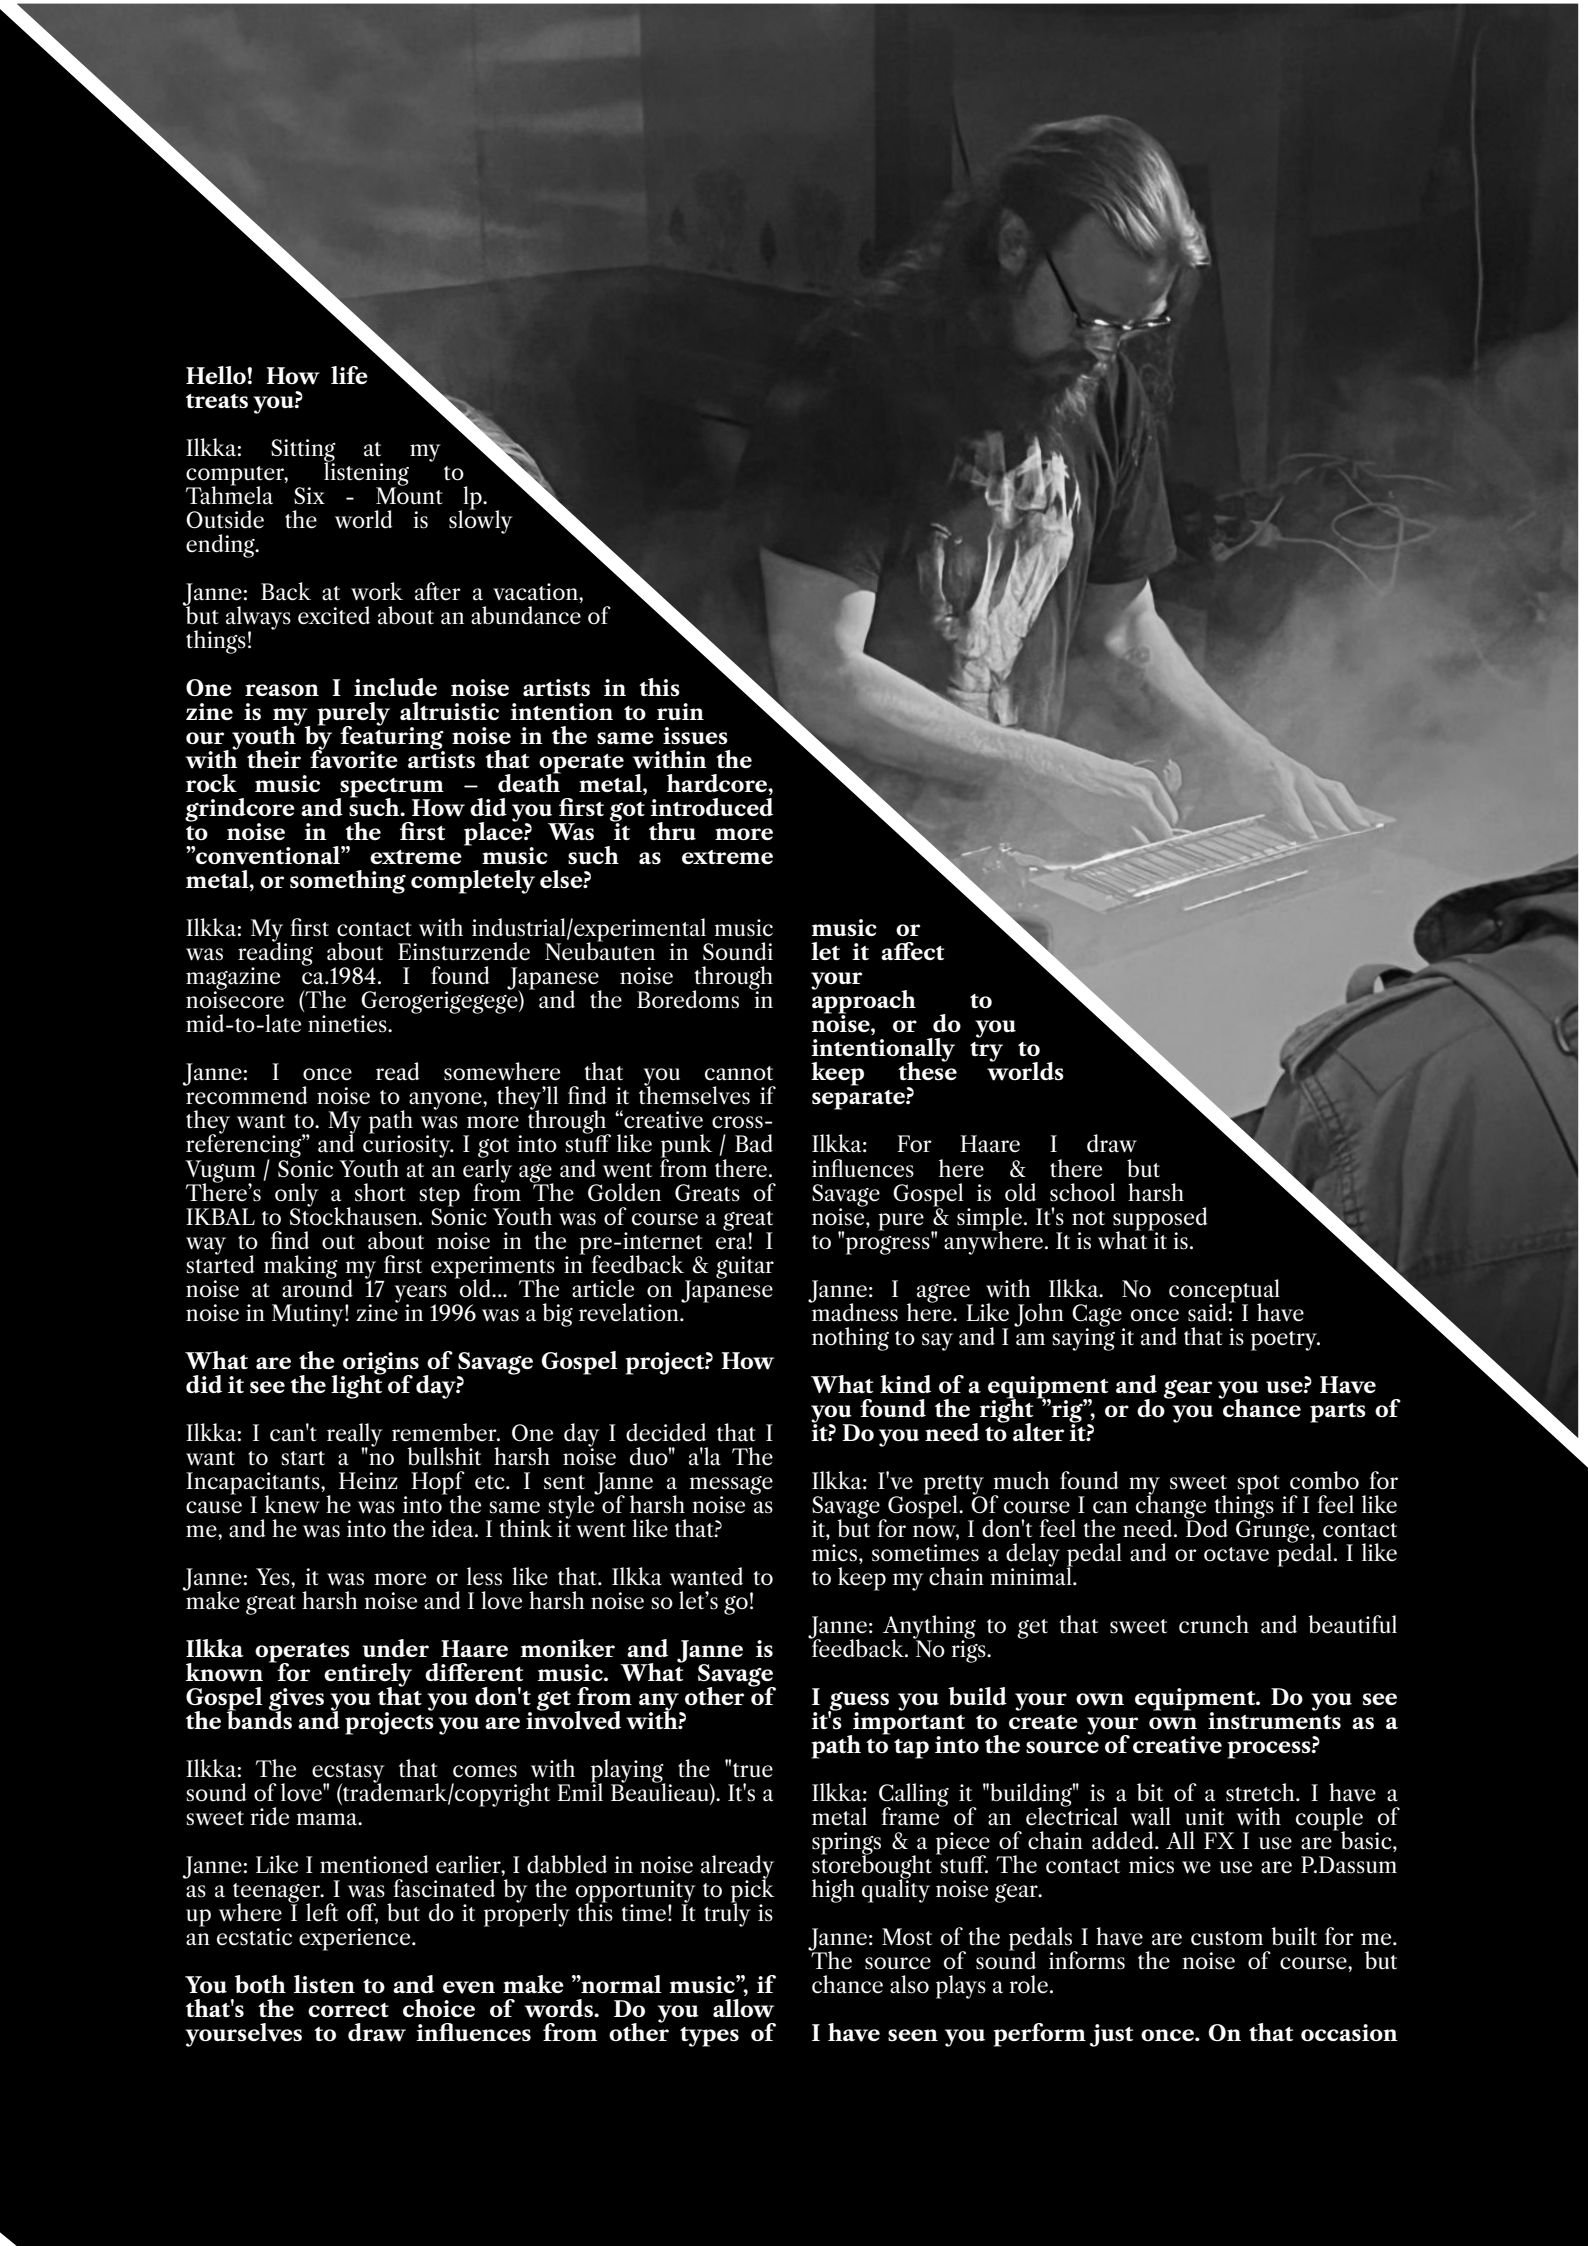 Hello! How life
treats you?
Ilkka: Sitting at my
computer, listening to
Tahmela Six - Mount lp.
Outside the world is slowly
ending.
Janne: Back at work after a vacation,
but always excited about an abundance of
things!
One reason I include noise artists in this
zine is my purely altruistic intention to ruin
our youth by featuring noise in the same issues
with their favorite artists that operate within the
rock music spectrum – death metal, hardcore,
grindcore and such. How did you first got introduced
to noise in the first place? Was it thru more
”conventional” extreme music such as extreme
metal, or something completely else?
Ilkka: My first contact with industrial/experimental music
was reading about Einsturzende Neubauten in Soundi
magazine ca.1984. I found Japanese noise through
noisecore (The Gerogerigegege) and the Boredoms in
mid-to-late nineties.
Janne: I once read somewhere that you cannot
recommend noise to anyone, they’ll find it themselves if
they want to. My path was more through “creative cross-
referencing” and curiosity. I got into stuff like punk / Bad
Vugum / Sonic Youth at an early age and went from there.
There’s only a short step from The Golden Greats of
IKBAL to Stockhausen. Sonic Youth was of course a great
way to find out about noise in the pre-internet era! I
started making my first experiments in feedback & guitar
noise at around 17 years old... The article on Japanese
noise in Mutiny! zine in 1996 was a big revelation.
What are the origins of Savage Gospel project? How
did it see the light of day?
Ilkka: I can't really remember. One day I decided that I
want to start a "no bullshit harsh noise duo" a'la The
Incapacitants, Heinz Hopf etc. I sent Janne a message
cause I knew he was into the same style of harsh noise as
me, and he was into the idea. I think it went like that?
Janne: Yes, it was more or less like that. Ilkka wanted to
make great harsh noise and I love harsh noise so let’s go!
Ilkka operates under Haare moniker and Janne is
known for entirely different music. What Savage
Gospel gives you that you don't get from any other of
the bands and projects you are involved with?
Ilkka: The ecstasy that comes with playing the "true
sound of love" (trademark/copyright Emil Beaulieau). It's a
sweet ride mama.
Janne: Like I mentioned earlier, I dabbled in noise already
as a teenager. I was fascinated by the opportunity to pick
up where I left off, but do it properly this time! It truly is
an ecstatic experience.
You both listen to and even make ”normal music”, if
that's the correct choice of words. Do you allow
yourselves to draw influences from other types of
music or
let it affect
your
approach to
noise, or do you
intentionally try to
keep these worlds
separate?
Ilkka: For Haare I draw
influences here & there but
Savage Gospel is old school harsh
noise, pure & simple. It's not supposed
to "progress" anywhere. It is what it is.
Janne: I agree with Ilkka. No conceptual
madness here. Like John Cage once said: I have
nothing to say and I am saying it and that is poetry.
What kind of a equipment and gear you use? Have
you found the right ”rig”, or do you chance parts of
it? Do you need to alter it?
Ilkka: I've pretty much found my sweet spot combo for
Savage Gospel. Of course I can change things if I feel like
it, but for now, I don't feel the need. Dod Grunge, contact
mics, sometimes a delay pedal and or octave pedal. I like
to keep my chain minimal.
Janne: Anything to get that sweet crunch and beautiful
feedback. No rigs.
I guess you build your own equipment. Do you see
it's important to create your own instruments as a
path to tap into the source of creative process?
Ilkka: Calling it "building" is a bit of a stretch. I have a
metal frame of an electrical wall unit with couple of
springs & a piece of chain added. All FX I use are basic,
storebought stuff. The contact mics we use are P.Dassum
high quality noise gear.
Janne: Most of the pedals I have are custom built for me.
The source of sound informs the noise of course, but
chance also plays a role.
I have seen you perform just once. On that occasion